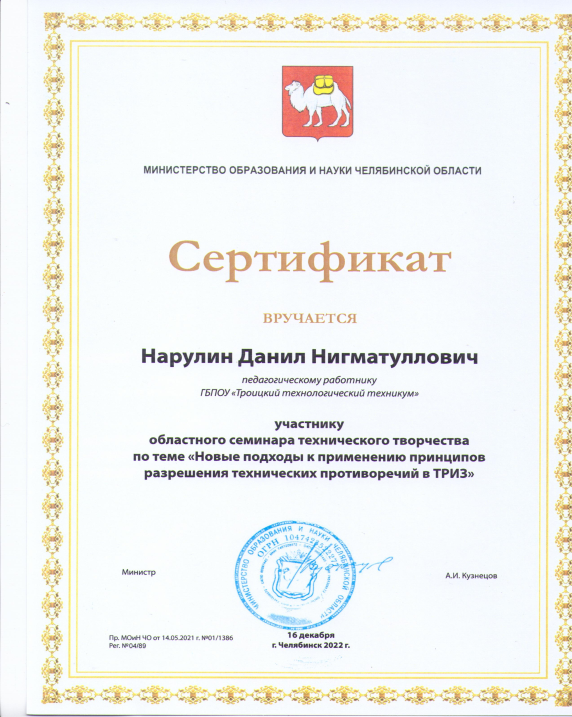 МИНИСТЕРСТВО ОБРАЗОВАНИЯ И НАУКИ ЧЕЛЯБИНСКОЙ ОБЛАСТИ
Сертификат
ВРУЧАЕТСЯ
Нарулин Данил Нигматуллович
педагогическому работнику
ГБПОУ «Троицкий технологический техникум»
участнику
областного семинара технического творчества
по теме «Новые подходы к применению принципов
разрешения технических противоречий в ТРИЗ»
МИНИСТЕРСТВО ОБРАЗОВАНИЯ И НАУКИ ЧЕЛЯБИНСКОЙ ОБЛАСТИ
ОГРН
Министр
А.И. Кузнецов
Пр. МОиН ЧО от 14.05.2021 г. №01/1386
Рег. №04/89
16 декабря
г. Челябинск 2022 г.